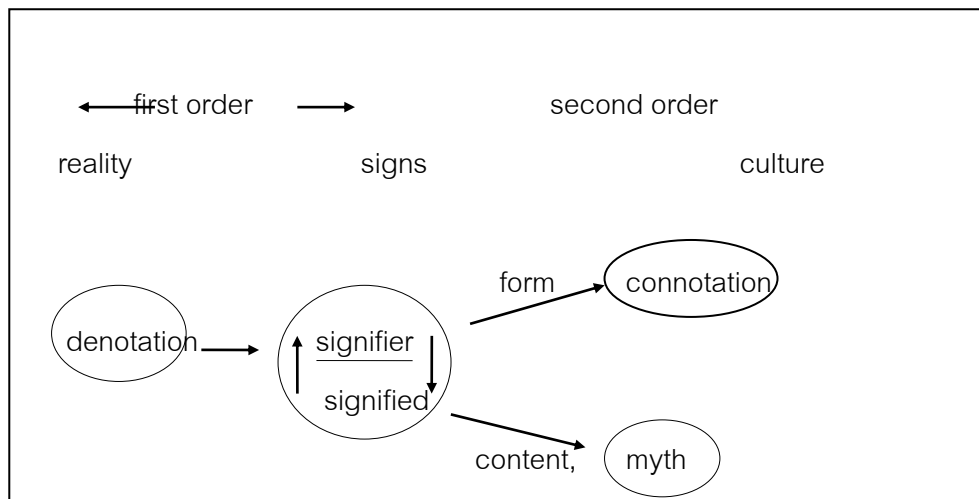 first order second order
reality signs culture
form connotation
denotation signifier
signified
content, myth